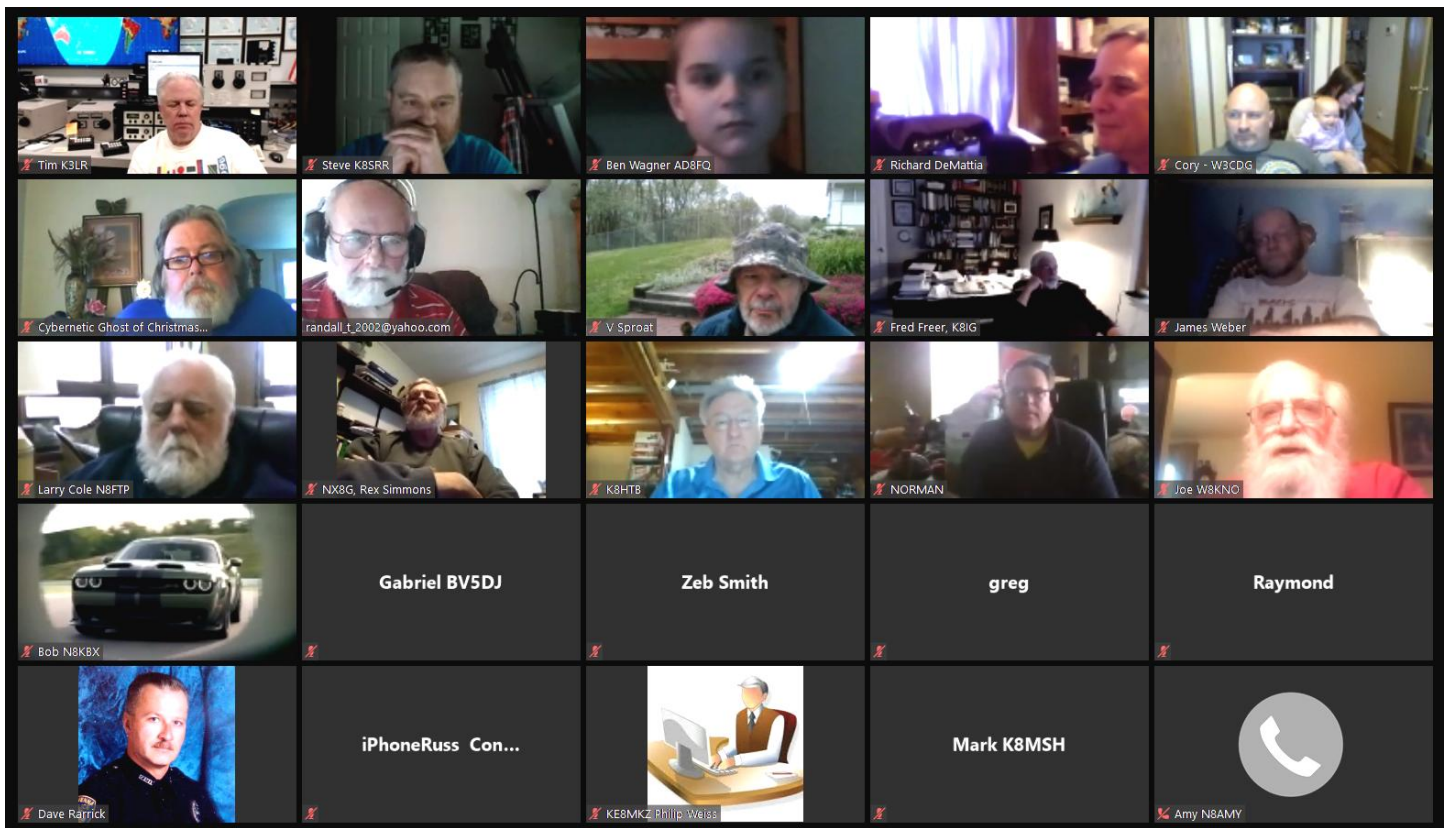 Tim K3LR
Steve K8SRR
Ben Wagner AD8FQ
Richard DeMattia
Cory - W3CDG
Cybernetic Ghost of Christmas...
randall_t_2002@yahoo.com
V Sproat
Fred Freer, K8IG
James Weber
Larry Cole N8FTP
NX8G, Rex Simmons
K8HTB
NORMAN
Joe W8KNO
Bob N8KBX
Gabriel BV5DJ
Zeb Smith
greg
Raymond
Dave Rarrick
iPhoneRuss Con...
KE8MKZ Philip Weiss
Mark K8MSH
Amy N8AMY